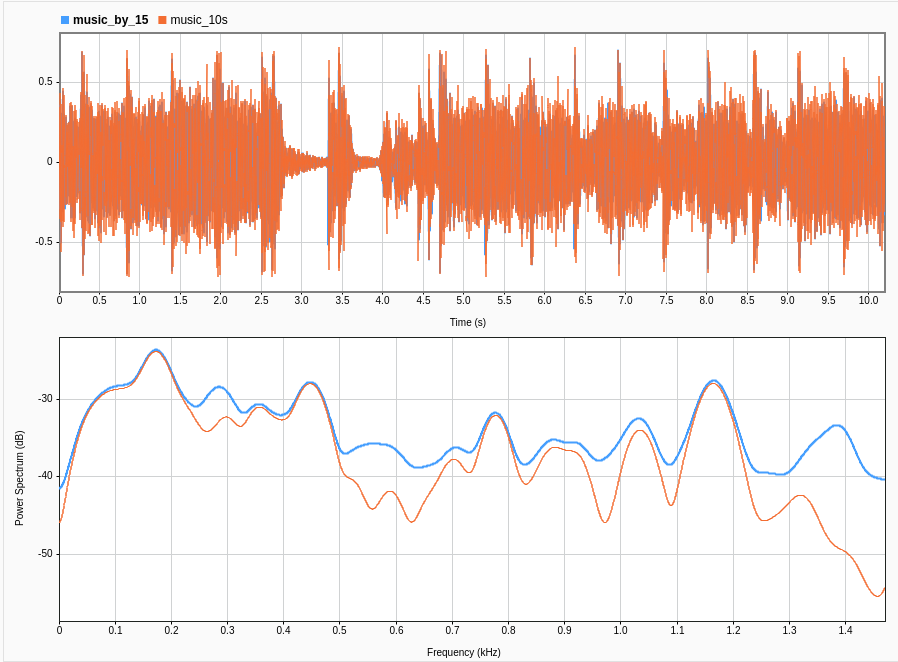 music_by_15 music_10s
0.5
0
-0.5
0 0.5 1.0 1.5 2.0 2.5 3.0 3.5 4.0 4.5 5.0 5.5 6.0 6.5 7.0 7.5 8.0 8.5 9.0 9.5 10.0
Time (s)
Power Spectrum (dB)
-30
-40
-50
0 0.1 0.2 0.3 0.4 0.5 0.6 0.7 0.8 0.9 1.0 1.1 1.2 1.3 1.4
Frequency (kHz)